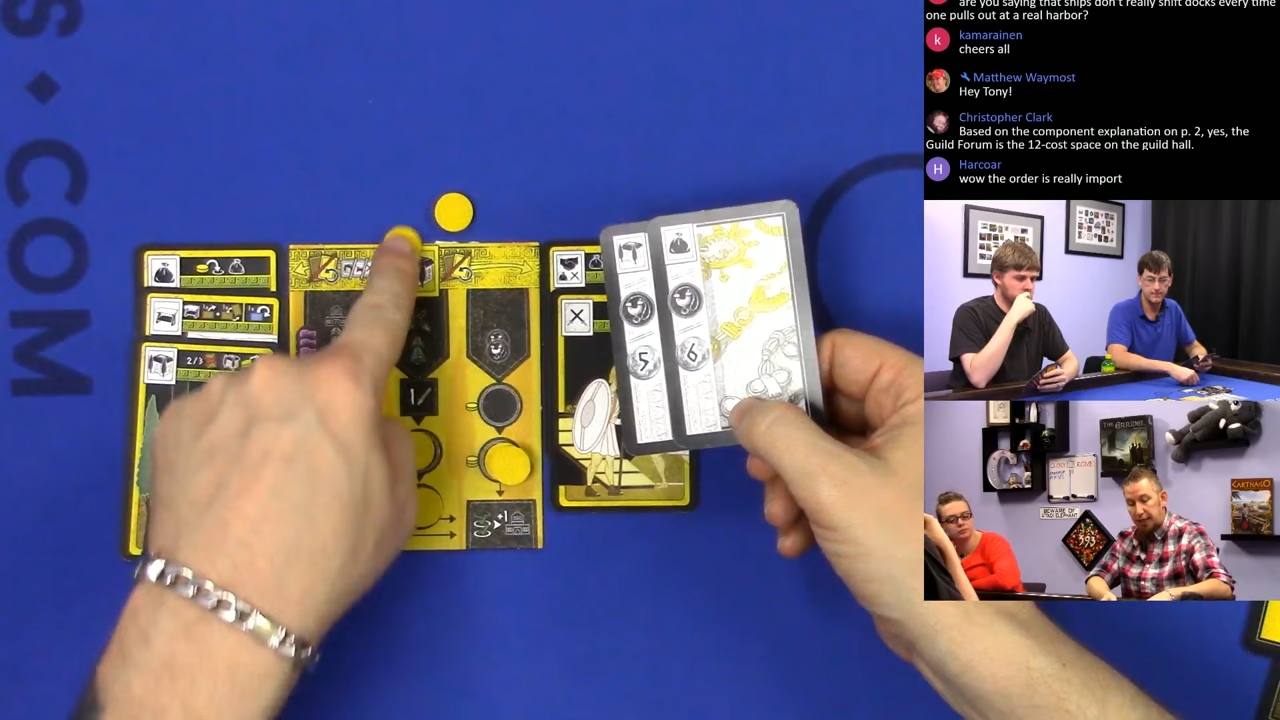 are you saying that ships don't really shift docks every time
one pulls out at a real harbor?
k
kamarainen
cheers all
Matthew Waymost
Hey Tony!
Christopher Clark
Based on the component explanation on p. 2, yes, the
Guild Forum is the 12-cost space on the guild hall.
H
Harcoar
wow the order is really import
S • COM
2/3
1/
+1
5
6
THE ARRIVAL
CARTHAGO
BEWARE OF
ATTACK ELEPHANT
393